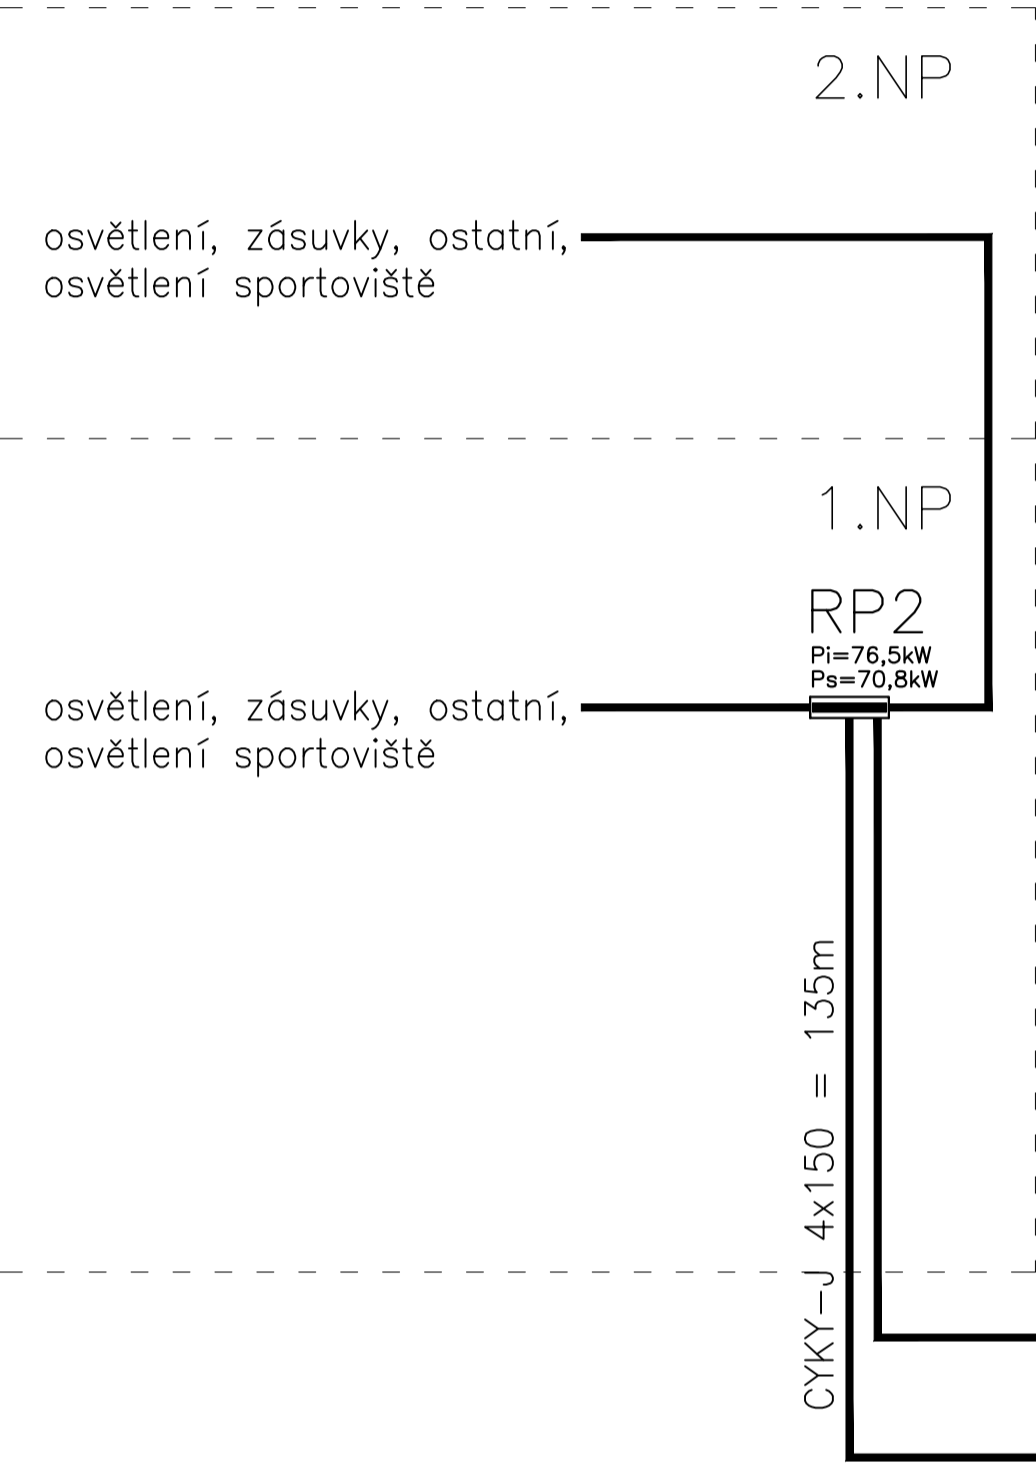 2.NP
osvětlení, zásuvky, ostatní,
osvětlení sportoviště
1.NP
RP2
Pi=76,5kW
Ps=70,8kW
osvětlení, zásuvky, ostatní,
osvětlení sportoviště
CYKY-J 4x150 = 135m